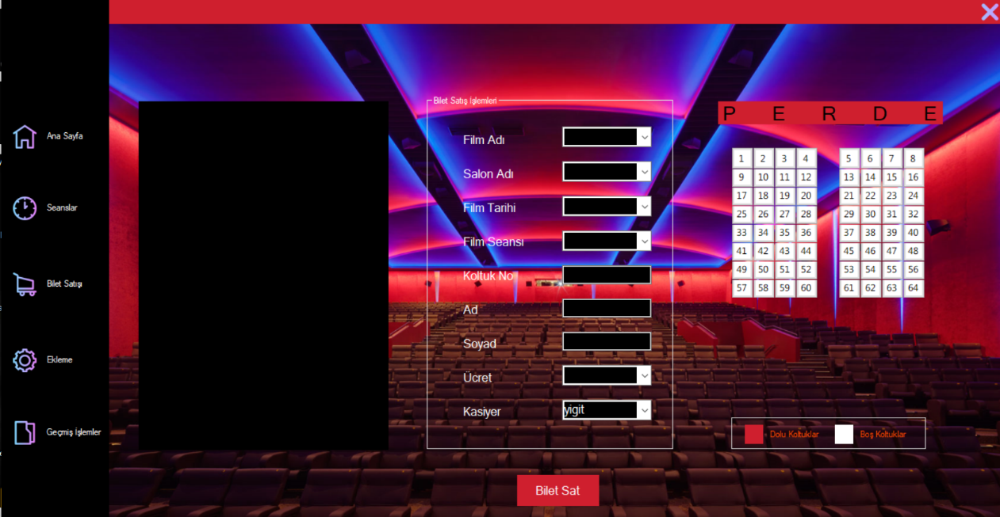 Ana Sayfa
Seanslar
Bilet Satışı
Ekleme
Geçmiş İşlemler
Bilet Satış İşlemleri
Film Adı
Salon Adı
Film Tarihi
Film Seansı
Koltuk No
Ad
Soyad
Ücret
Kasiyer yigit
Bilet Sat
P E R D E
1 2 3 4 5 6 7 8
9 10 11 12 13 14 15 16
17 18 19 20 21 22 23 24
25 26 27 28 29 30 31 32
33 34 35 36 37 38 39 40
41 42 43 44 45 46 47 48
49 50 51 52 53 54 55 56
57 58 59 60 61 62 63 64
Dolu Koltuklar Boş Koltuklar